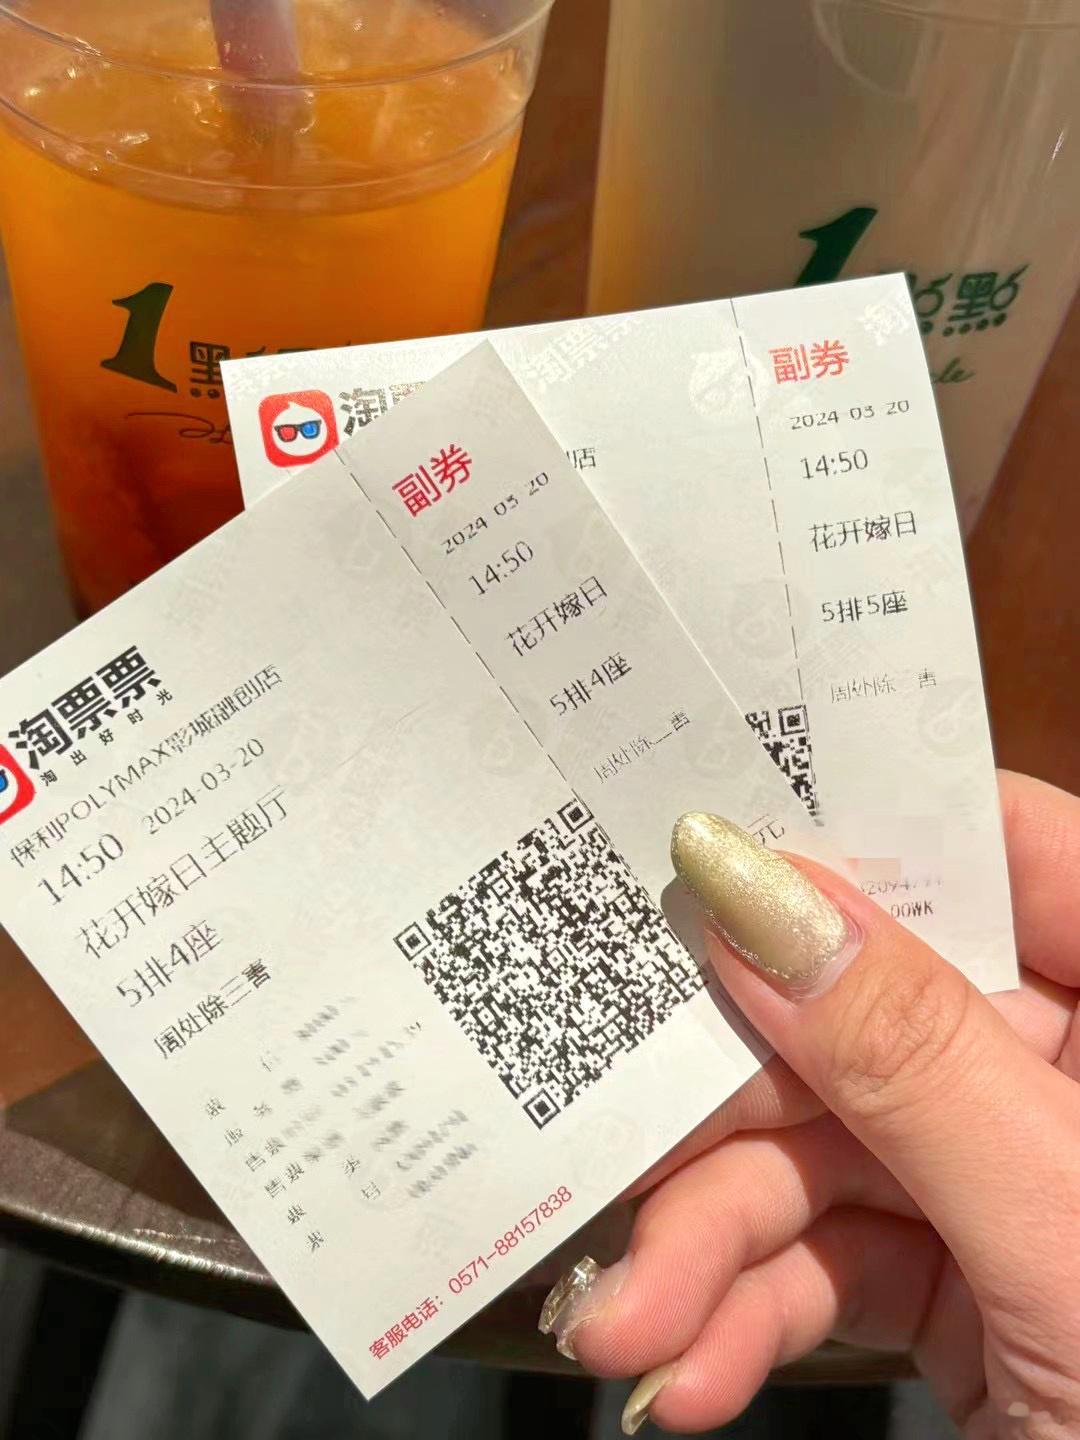 1點
1點點
淘票票
副券
2024-03-20
14:50
花开嫁日
5排5座
周处除三害
00WK
副券
2024-03-20
14:50
花开嫁日
5排4座
周处除三害
淘票票
淘出好时光
保利POLYMAX影城融创店
14:50 2024-03-20
花开嫁日主题厅
5排4座
周处除三害
客服电话：0571-88157838